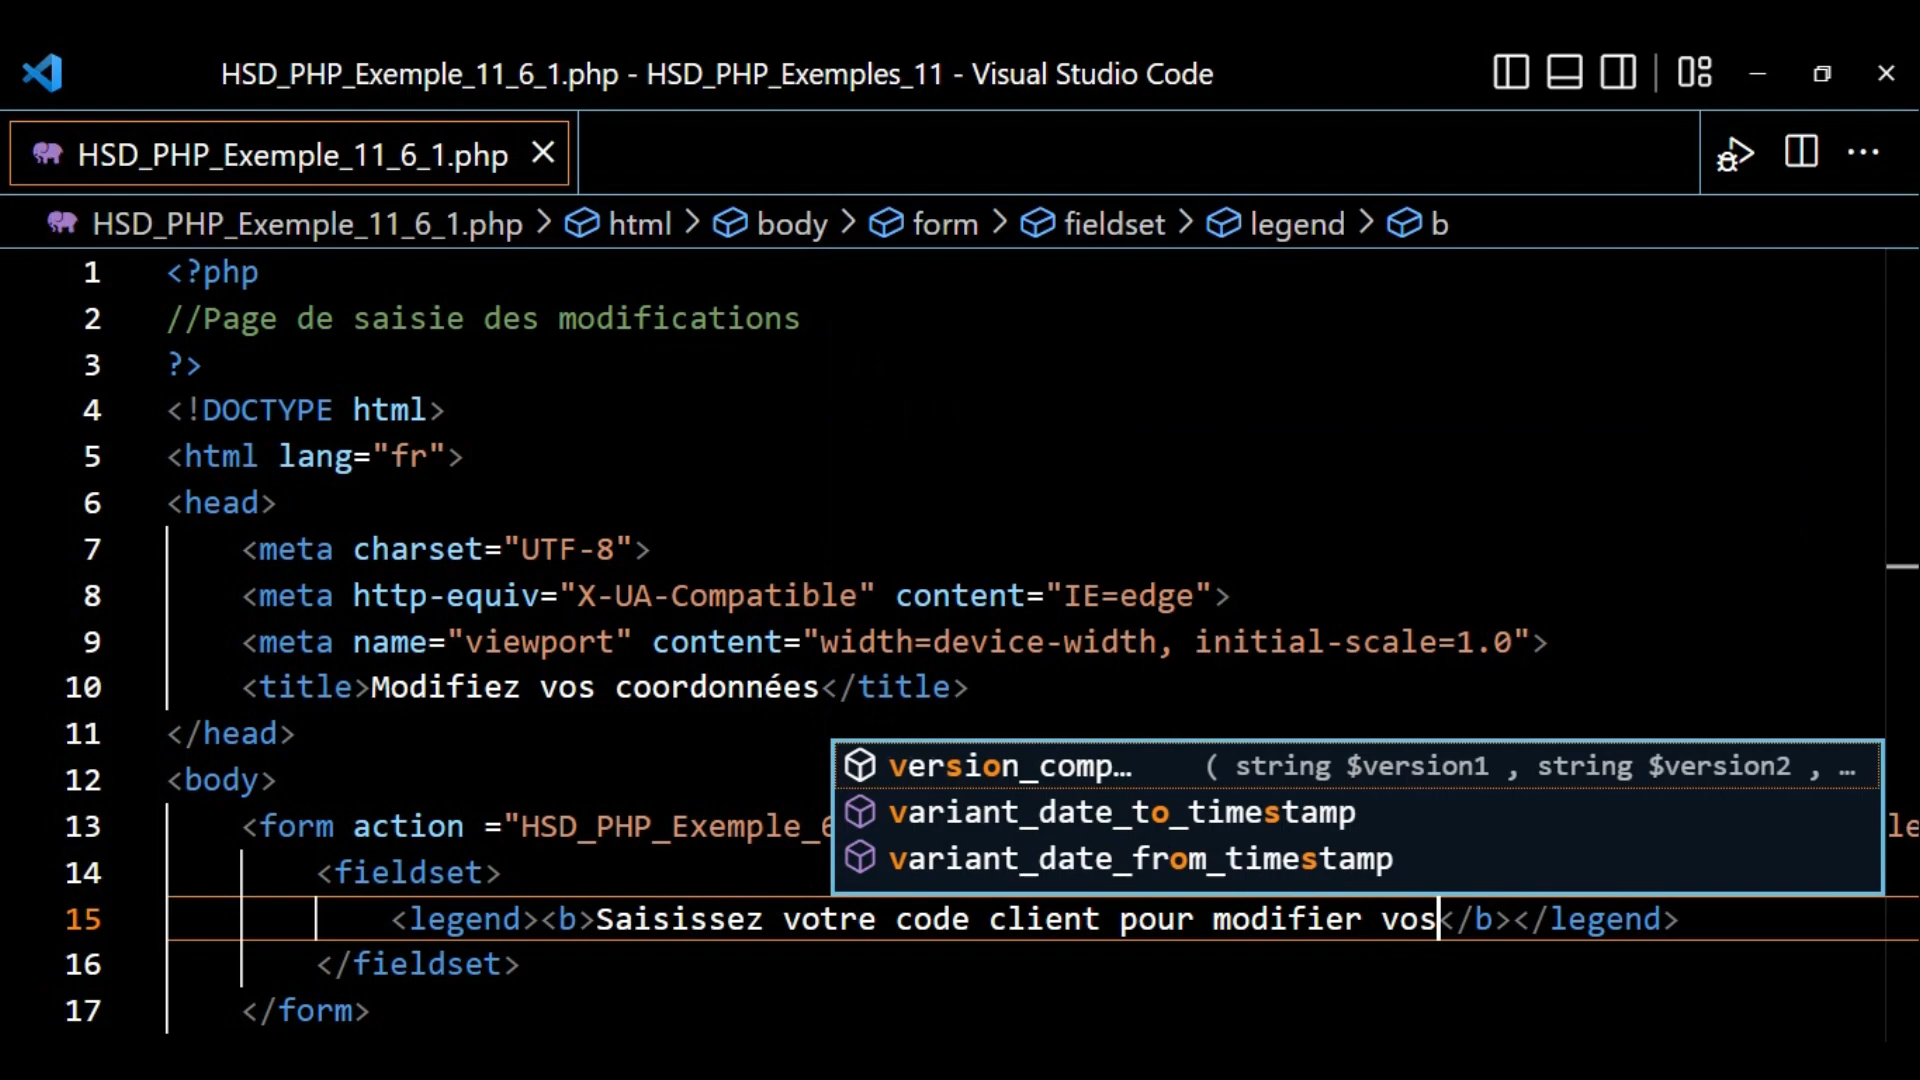 HSD_PHP_Exemple_11_6_1.php - HSD_PHP_Exemples_11 - Visual Studio Code
HSD_PHP_Exemple_11_6_1.php
HSD_PHP_Exemple_11_6_1.php > html > body > form > fieldset > legend > b
1 <?php
2 //Page de saisie des modifications
3 ?>
4 <!DOCTYPE html>
5 <html lang="fr">
6 <head>
7 <meta charset="UTF-8">
8 <meta http-equiv="X-UA-Compatible" content="IE=edge">
9 <meta name="viewport" content="width=device-width, initial-scale=1.0">
10 <title>Modifiez vos coordonnées</title>
11 </head>
version_comp… ( string $version1 , string $version2 , …
12 <body>
variant_date_to_timestamp
13 <form action ="HSD_PHP_Exemple_ le
variant_date_from_timestamp
14 <fieldset>
15 <legend><b>Saisissez votre code client pour modifier vos</b></legend>
16 </fieldset>
17 </form>